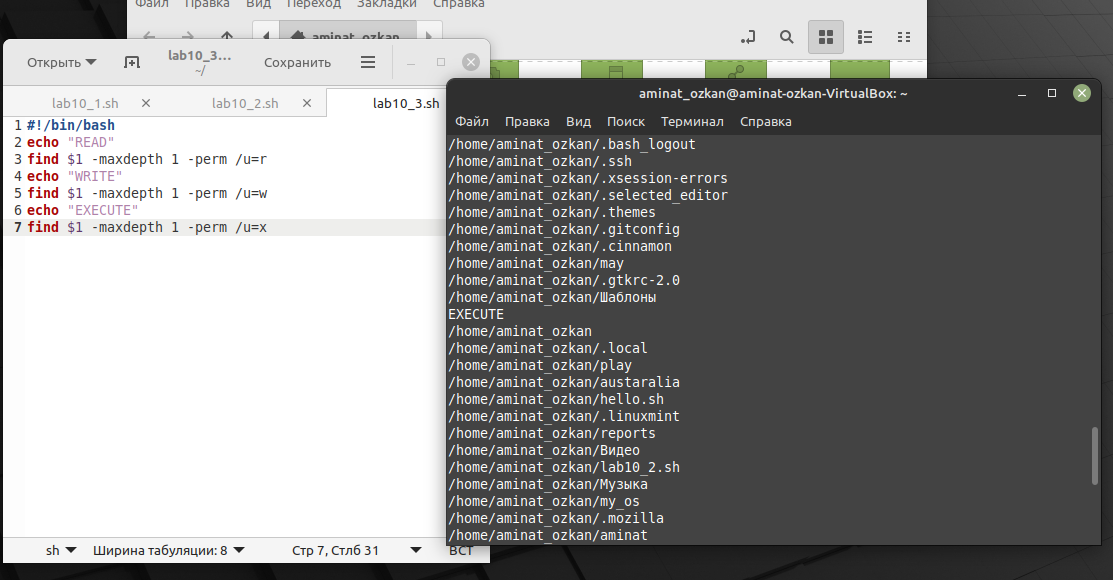 Файл Правка Вид Переход Закладки Справка
aminat_ozkan
Открыть
lab10_3...
~/
Сохранить
lab10_1.sh
lab10_2.sh
lab10_3.sh
1 #!/bin/bash
2 echo "READ"
3 find $1 -maxdepth 1 -perm /u=r
4 echo "WRITE"
5 find $1 -maxdepth 1 -perm /u=w
6 echo "EXECUTE"
7 find $1 -maxdepth 1 -perm /u=x
sh Ширина табуляции: 8 Стр 7, Стлб 31 ВСТ
aminat_ozkan@aminat-ozkan-VirtualBox: ~
Файл Правка Вид Поиск Терминал Справка
/home/aminat_ozkan/.bash_logout
/home/aminat_ozkan/.ssh
/home/aminat_ozkan/.xsession-errors
/home/aminat_ozkan/.selected_editor
/home/aminat_ozkan/.themes
/home/aminat_ozkan/.gitconfig
/home/aminat_ozkan/.cinnamon
/home/aminat_ozkan/may
/home/aminat_ozkan/.gtkrc-2.0
/home/aminat_ozkan/Шаблоны
EXECUTE
/home/aminat_ozkan
/home/aminat_ozkan/.local
/home/aminat_ozkan/play
/home/aminat_ozkan/austaralia
/home/aminat_ozkan/hello.sh
/home/aminat_ozkan/.linuxmint
/home/aminat_ozkan/reports
/home/aminat_ozkan/Видео
/home/aminat_ozkan/lab10_2.sh
/home/aminat_ozkan/Музыка
/home/aminat_ozkan/my_os
/home/aminat_ozkan/.mozilla
/home/aminat_ozkan/aminat